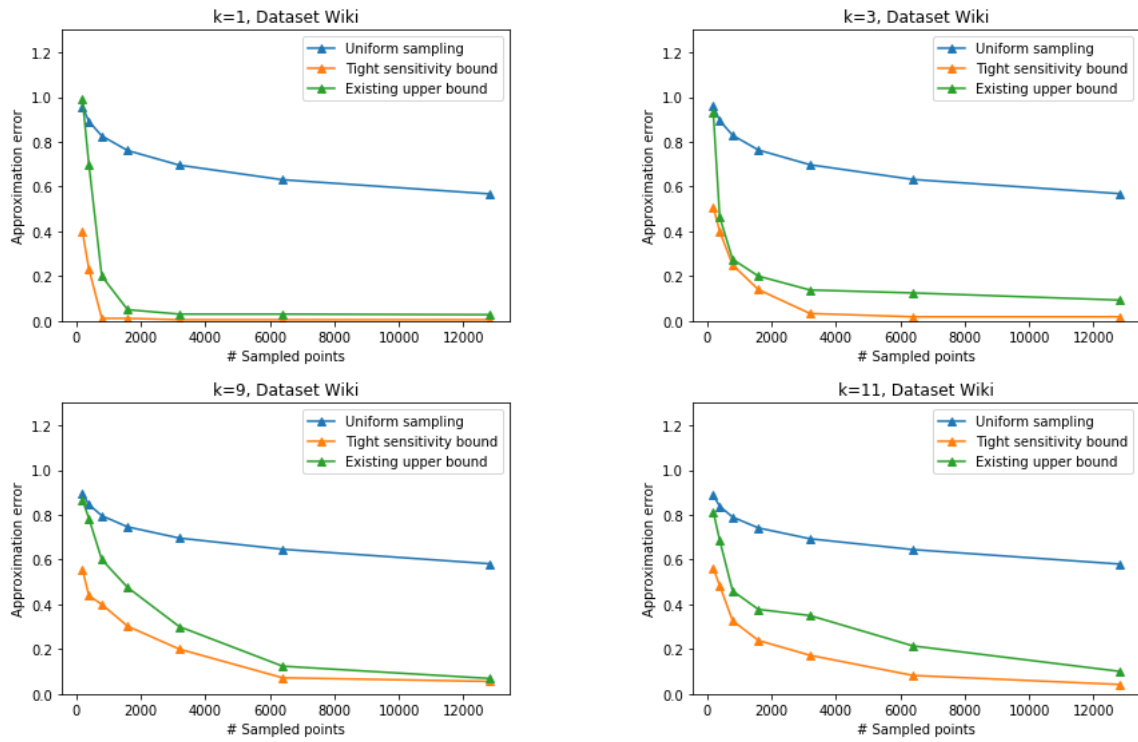 k=1, Dataset Wiki
Uniform sampling
Tight sensitivity bound
Existing upper bound
Approximation error
1.2
1.0
0.8
0.6
0.4
0.2
0.0
0 2000 4000 6000 8000 10000 12000
# Sampled points
k=3, Dataset Wiki
Uniform sampling
Tight sensitivity bound
Existing upper bound
Approximation error
1.2
1.0
0.8
0.6
0.4
0.2
0.0
0 2000 4000 6000 8000 10000 12000
# Sampled points
k=9, Dataset Wiki
Uniform sampling
Tight sensitivity bound
Existing upper bound
Approximation error
1.2
1.0
0.8
0.6
0.4
0.2
0.0
0 2000 4000 6000 8000 10000 12000
# Sampled points
k=11, Dataset Wiki
Uniform sampling
Tight sensitivity bound
Existing upper bound
Approximation error
1.2
1.0
0.8
0.6
0.4
0.2
0.0
0 2000 4000 6000 8000 10000 12000
# Sampled points